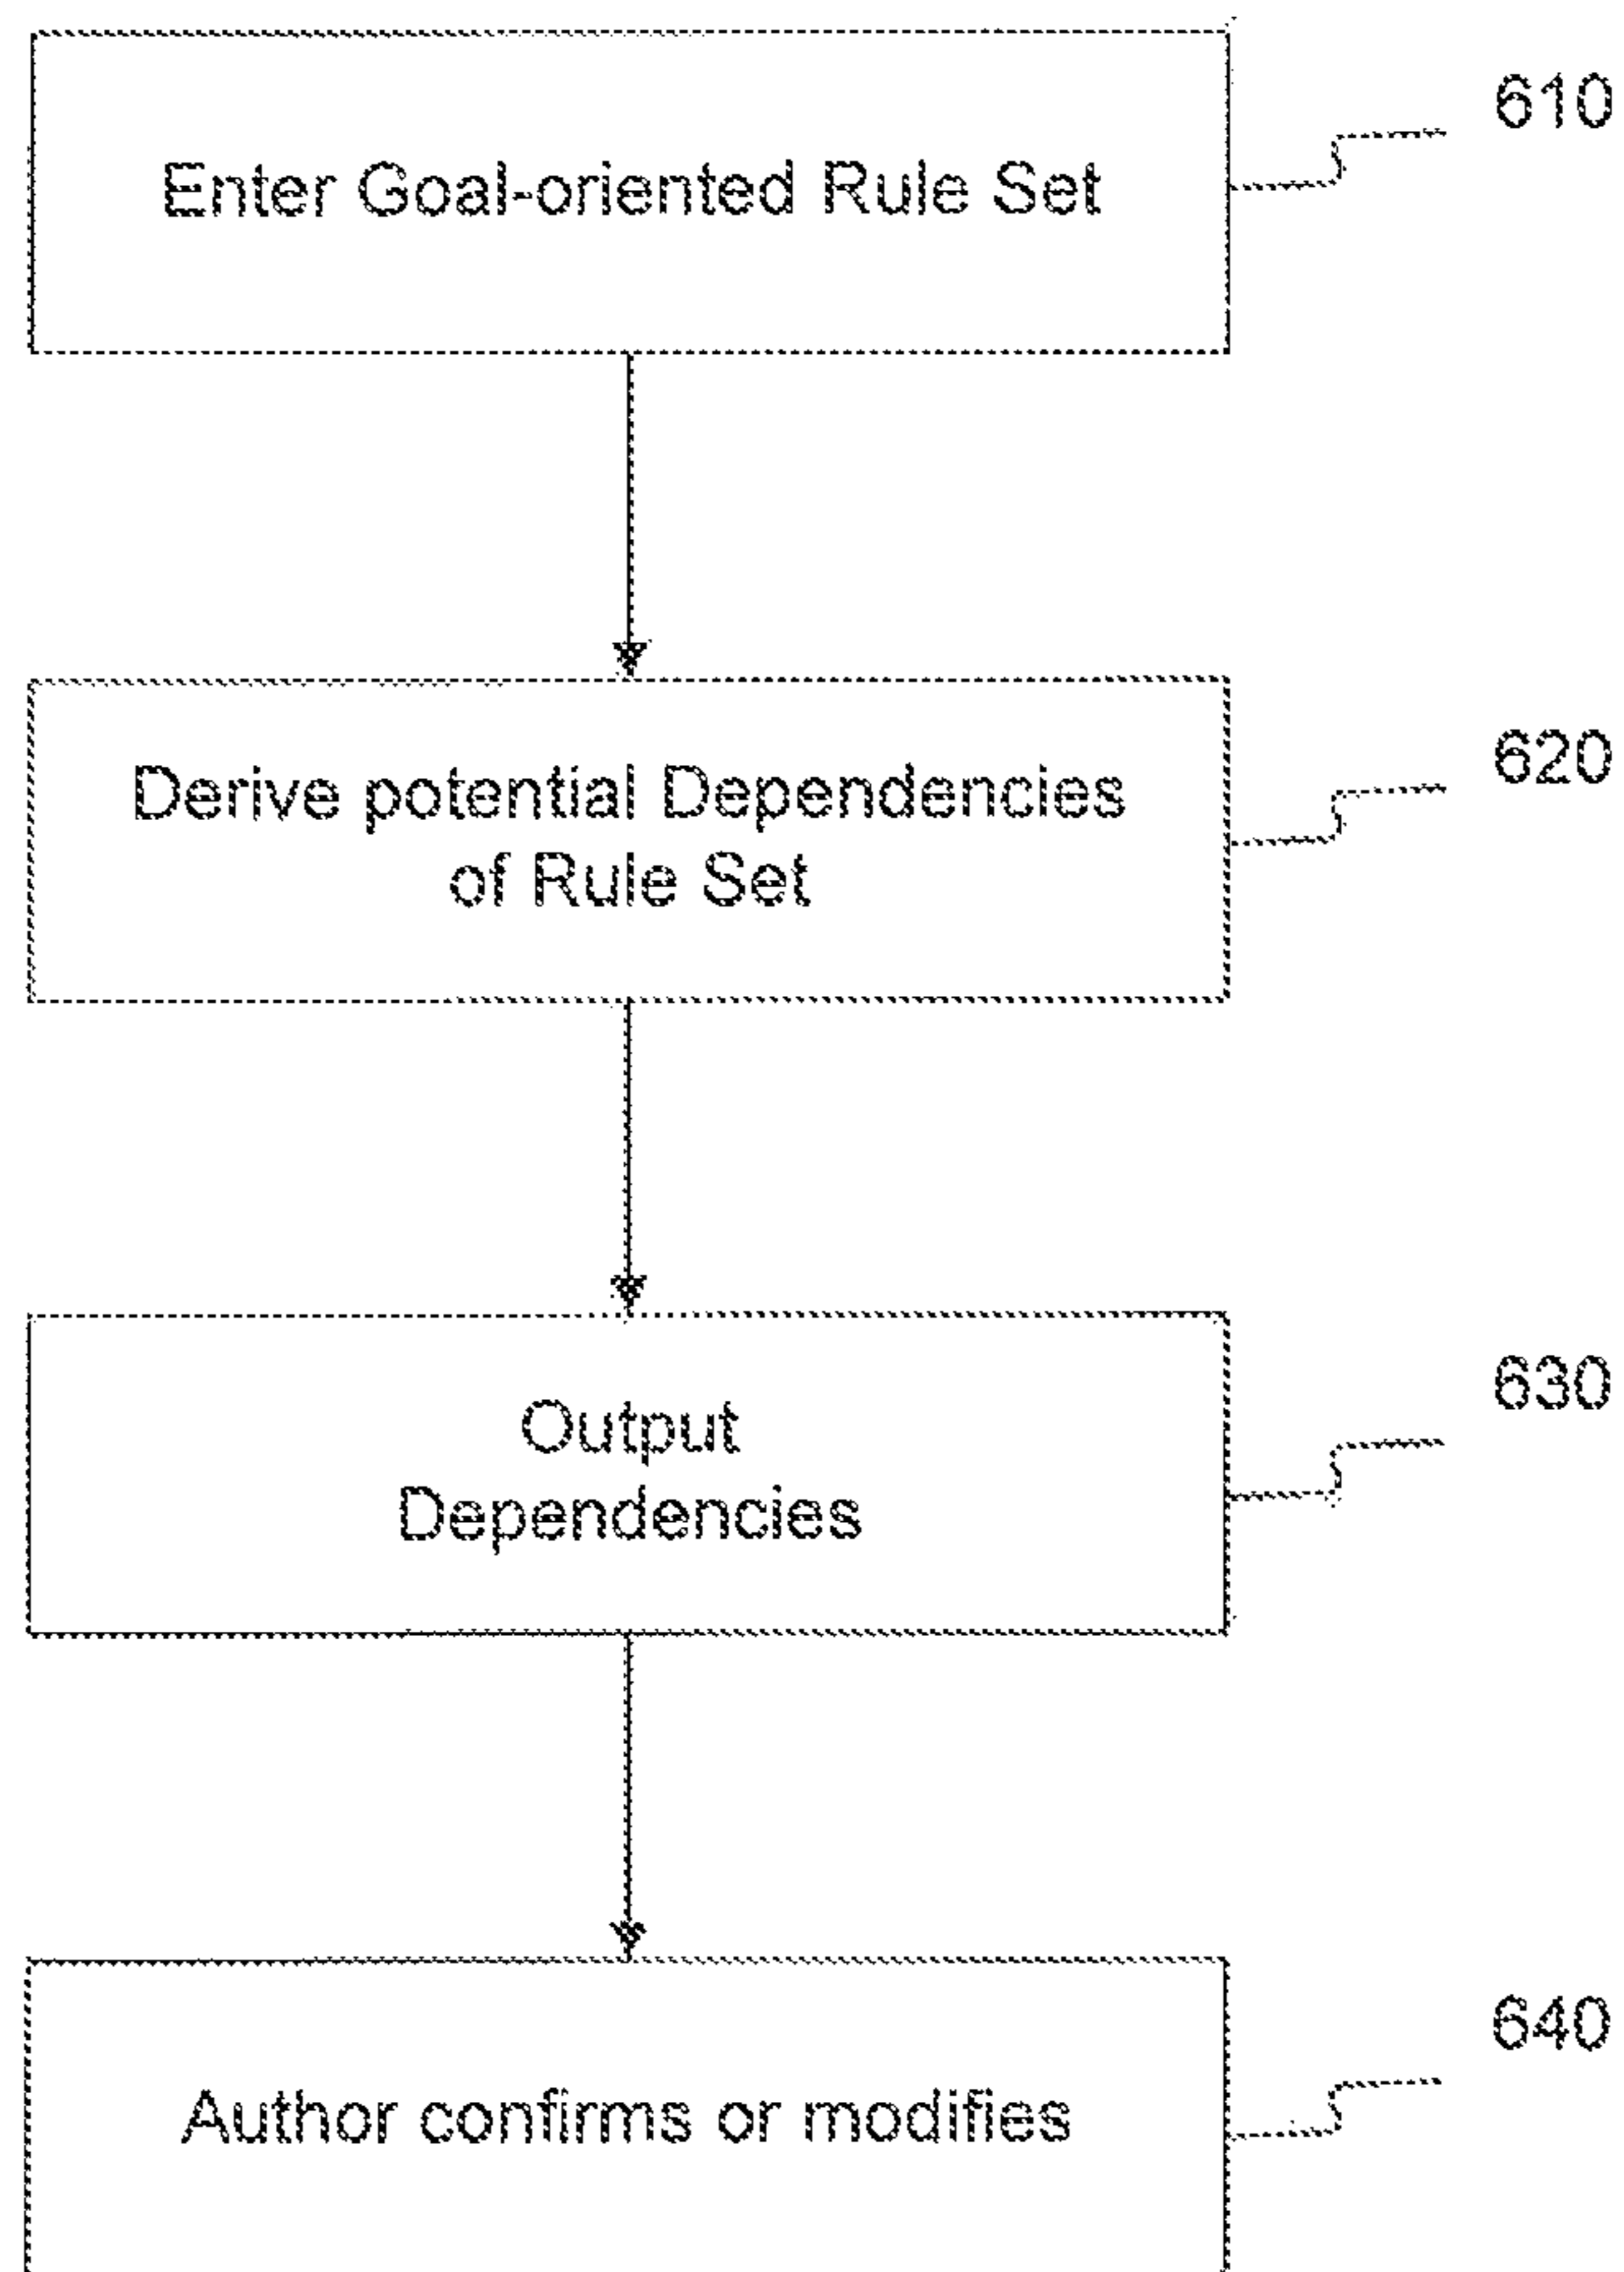 610
Enter Goal-oriented Rule Set
620
Derive potential Dependencies
of Rule Set
630
Output
Dependencies
640
Author confirms or modifies